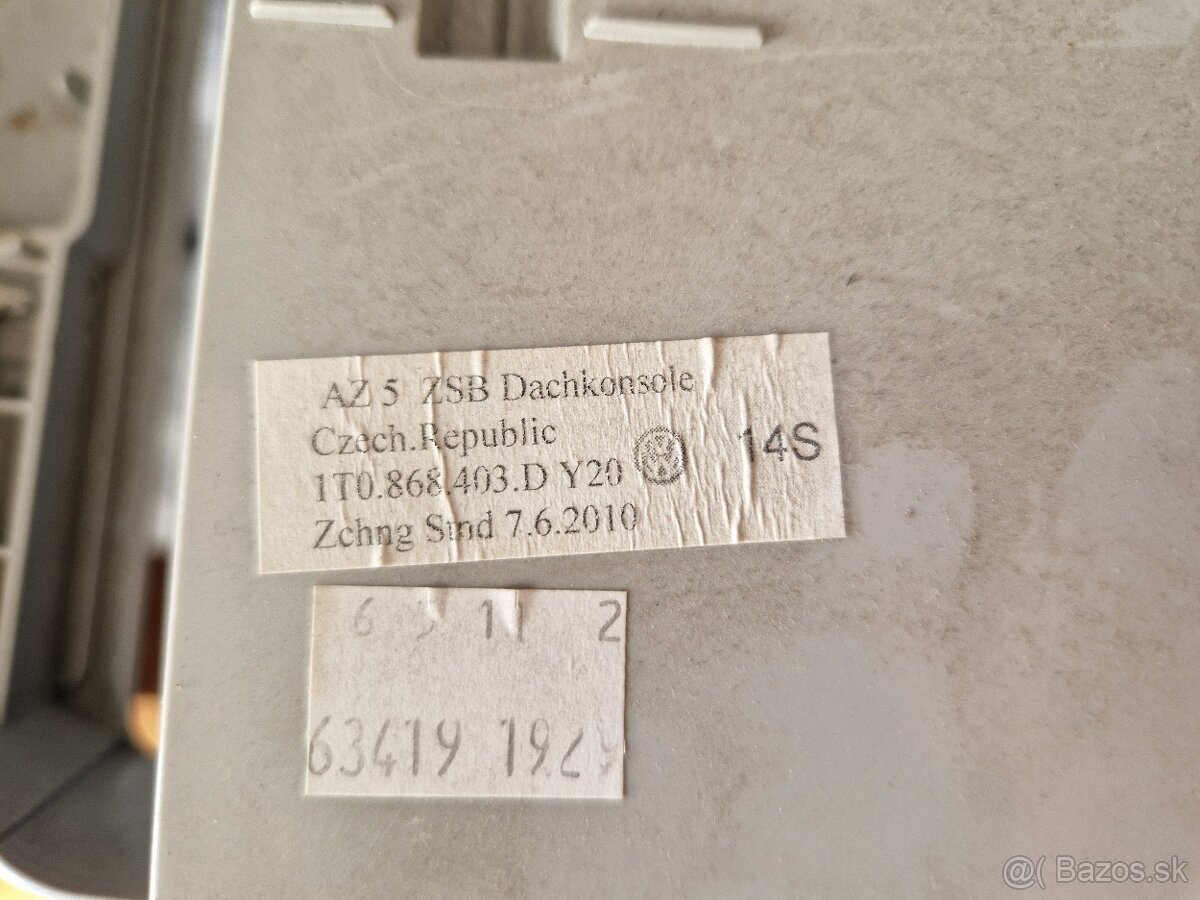 AZ 5 ZSB Dachkonsole
Czech.Republic
1T0.868.403.D Y20
14S
Zchng Stnd 7.6.2010
6 5 11 2
63419
@( Bazos.sk